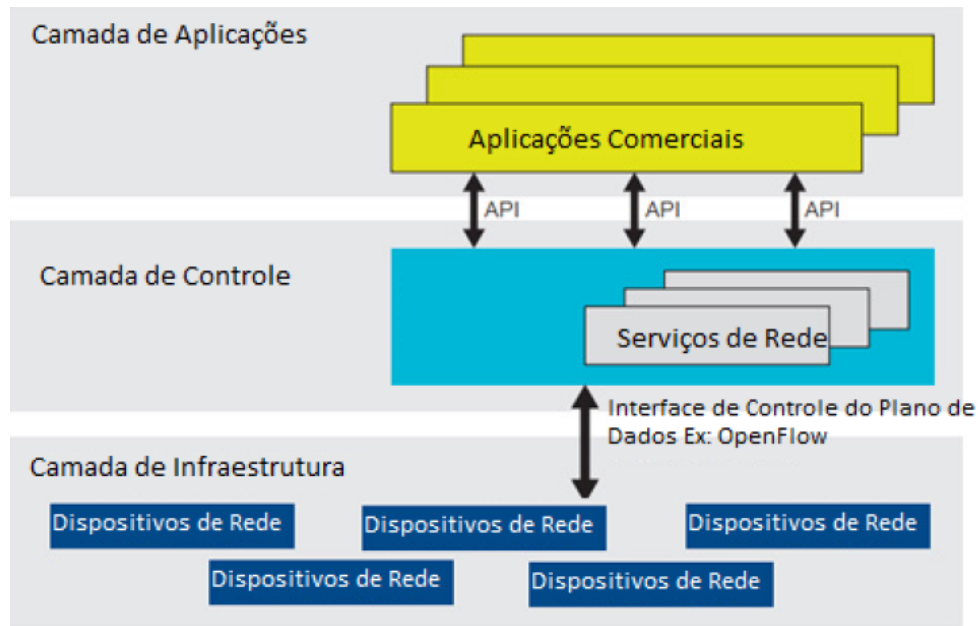 Camada de Aplicações
Aplicações Comerciais
API
API
API
Camada de Controle
Serviços de Rede
Interface de Controle do Plano de
Dados Ex: OpenFlow
Camada de Infraestrutura
Dispositivos de Rede
Dispositivos de Rede
Dispositivos de Rede
Dispositivos de Rede
Dispositivos de Rede